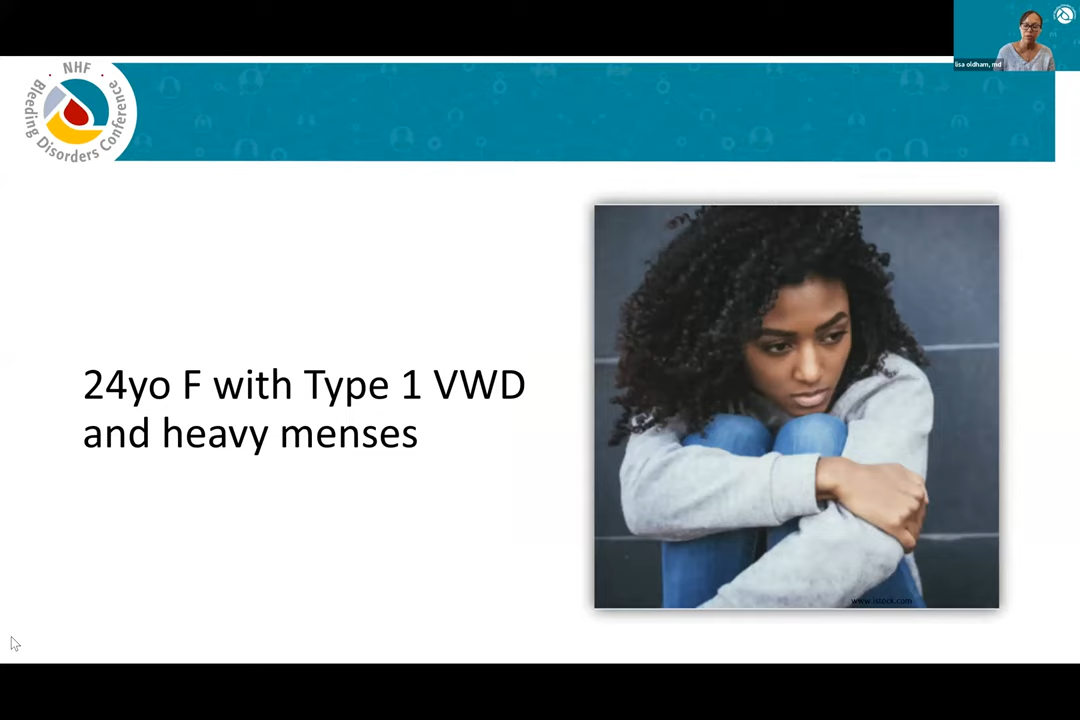 lisa oldham, md
· NHF ·
Bleeding Disorders Conference
24yo F with Type 1 VWD
and heavy menses
www.istock.com